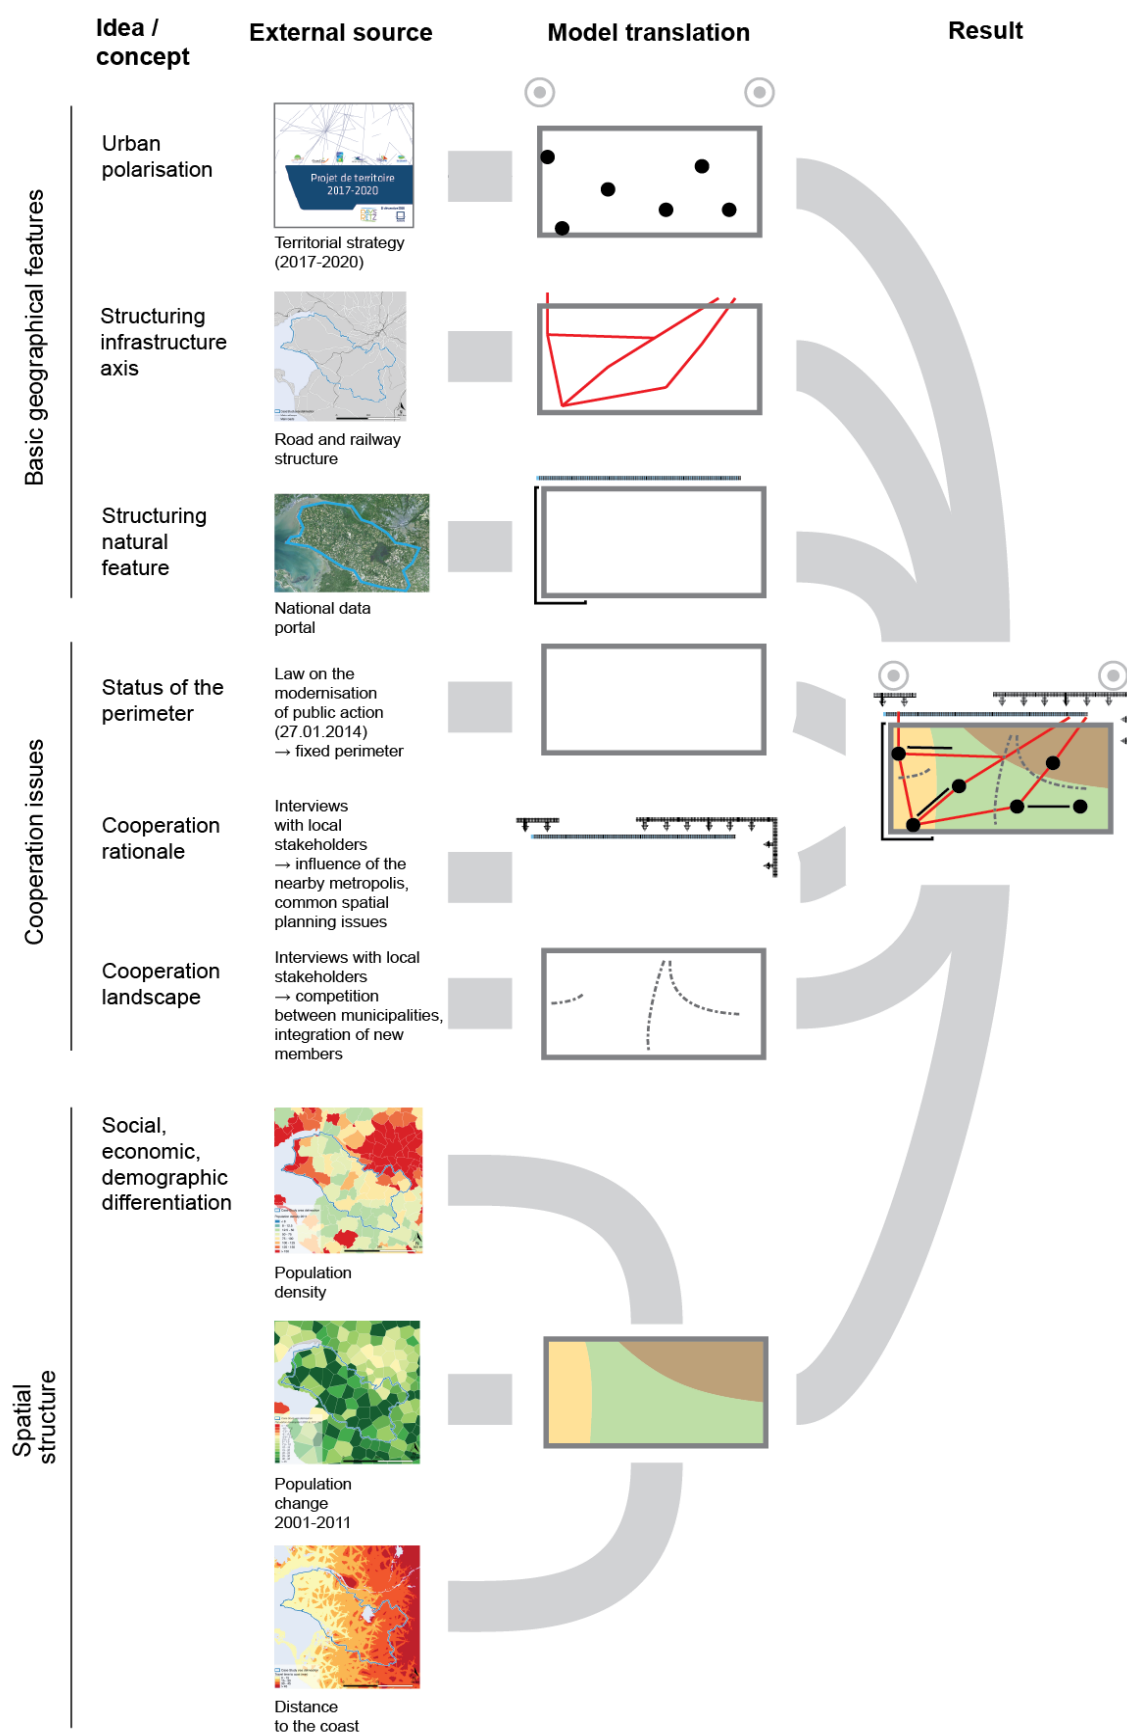 Idea /
concept
External source
Model translation
Result
Basic geographical features
Urban
polarisation
Projet de territoire
2017-2020
Territorial strategy
(2017-2020)
Structuring
infrastructure
axis
Road and railway
structure
Structuring
natural
feature
National data
portal
Cooperation issues
Status of the
perimeter
Law on the
modernisation
of public action
(27.01.2014)
→ fixed perimeter
Cooperation
rationale
Interviews
with local
stakeholders
→ influence of the
nearby metropolis,
common spatial
planning issues
Cooperation
landscape
Interviews with local
stakeholders
→ competition
between municipalities,
integration of new
members
Spatial
structure
Social,
economic,
demographic
differentiation
Population
density
Population
change
2001-2011
Distance
to the coast